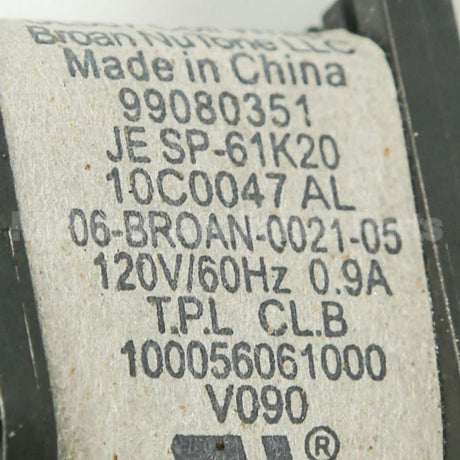 Broan NuTone LLC
Made in China
99080351
JE SP-61K20
10C0047 AL
06-BROAN-0021-05
120V/60Hz 0.9A
T.P.L CL.B
100056061000
V090
®